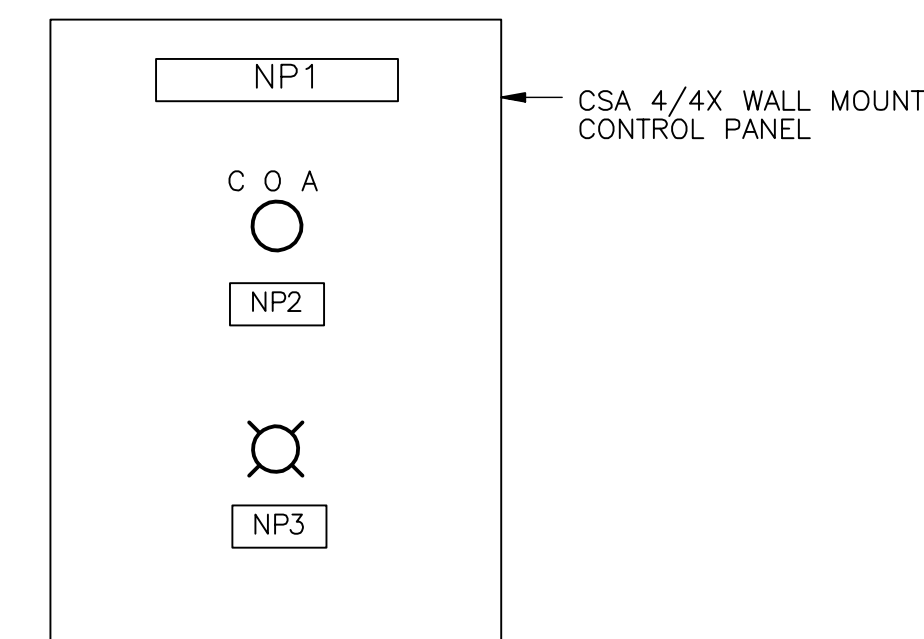 NP1
CSA 4/4X WALL MOUNT
CONTROL PANEL
C O A
NP2
NP3